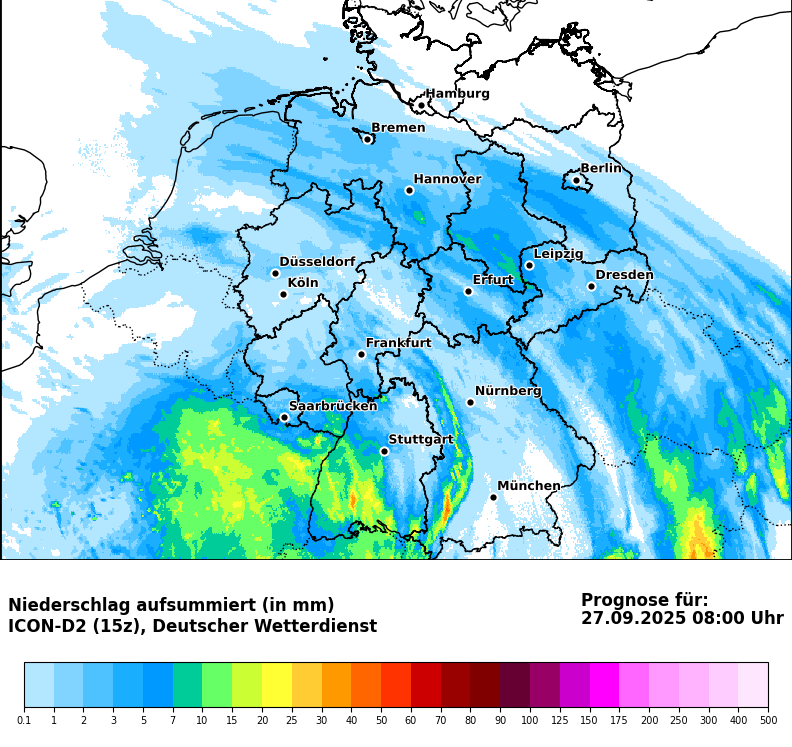 Hamburg
Bremen
Berlin
Hannover
Düsseldorf
Leipzig
Köln
Erfurt
Dresden
Frankfurt
Nürnberg
Saarbrücken
Stuttgart
München
Niederschlag aufsummiert (in mm)
ICON-D2 (15z), Deutscher Wetterdienst
Prognose für:
27.09.2025 08:00 Uhr
0.1 1 2 3 5 7 10 15 20 25 30 40 50 60 70 80 90 100 125 150 175 200 250 300 400 500